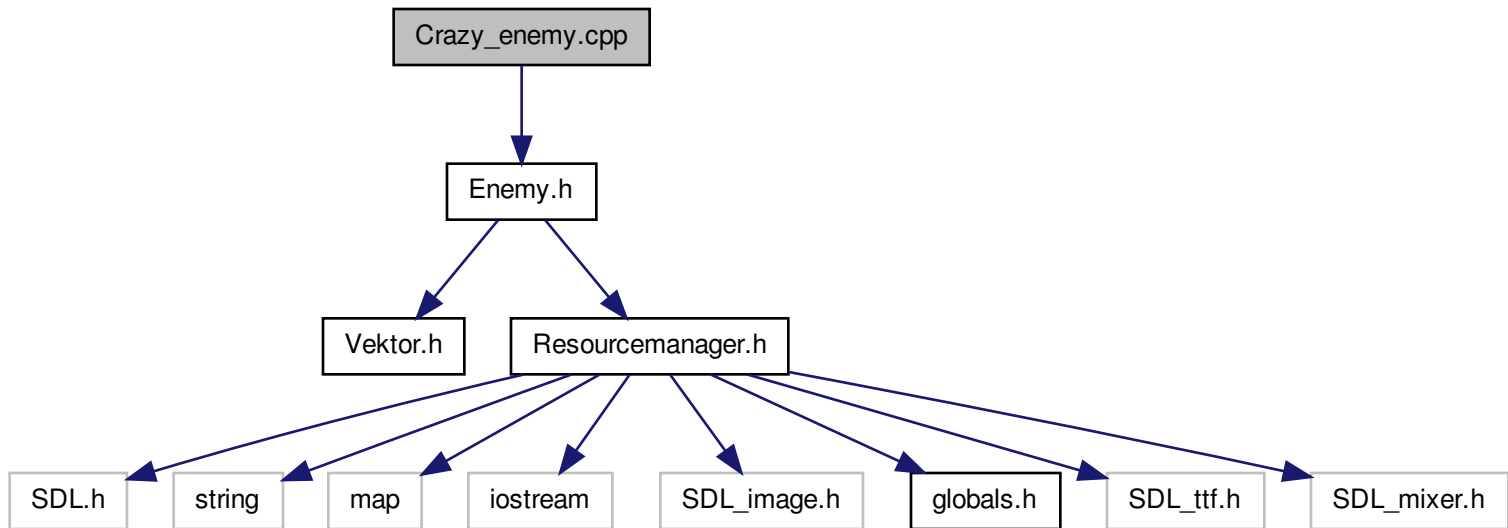 Crazy_enemy.cpp
Enemy.h
Vektor.h
Resourcemanager.h
SDL.h
string
map
iostream
SDL_image.h
globals.h
SDL_ttf.h
SDL_mixer.h